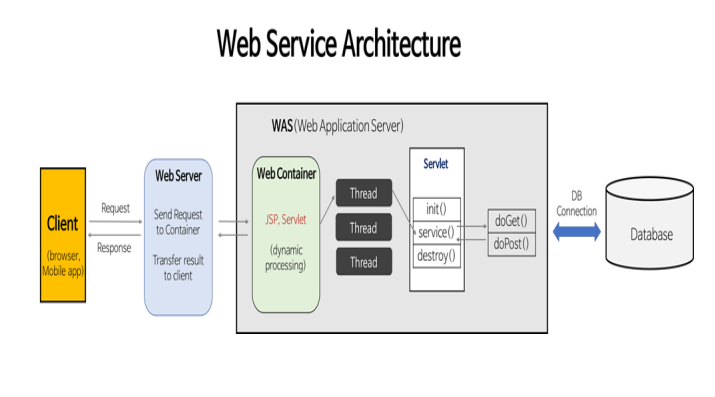 Web Service Architecture
WAS(Web Application Server)
Client
(browser,
Mobile app)
Request
Response
Web Server
Send Request
to Container
Transfer result
to client
Web Container
JSP, Servlet
(dynamic
processing)
Thread
Thread
Thread
Servlet
init()
service()
destroy()
doGet()
doPost()
DB
Connection
Database